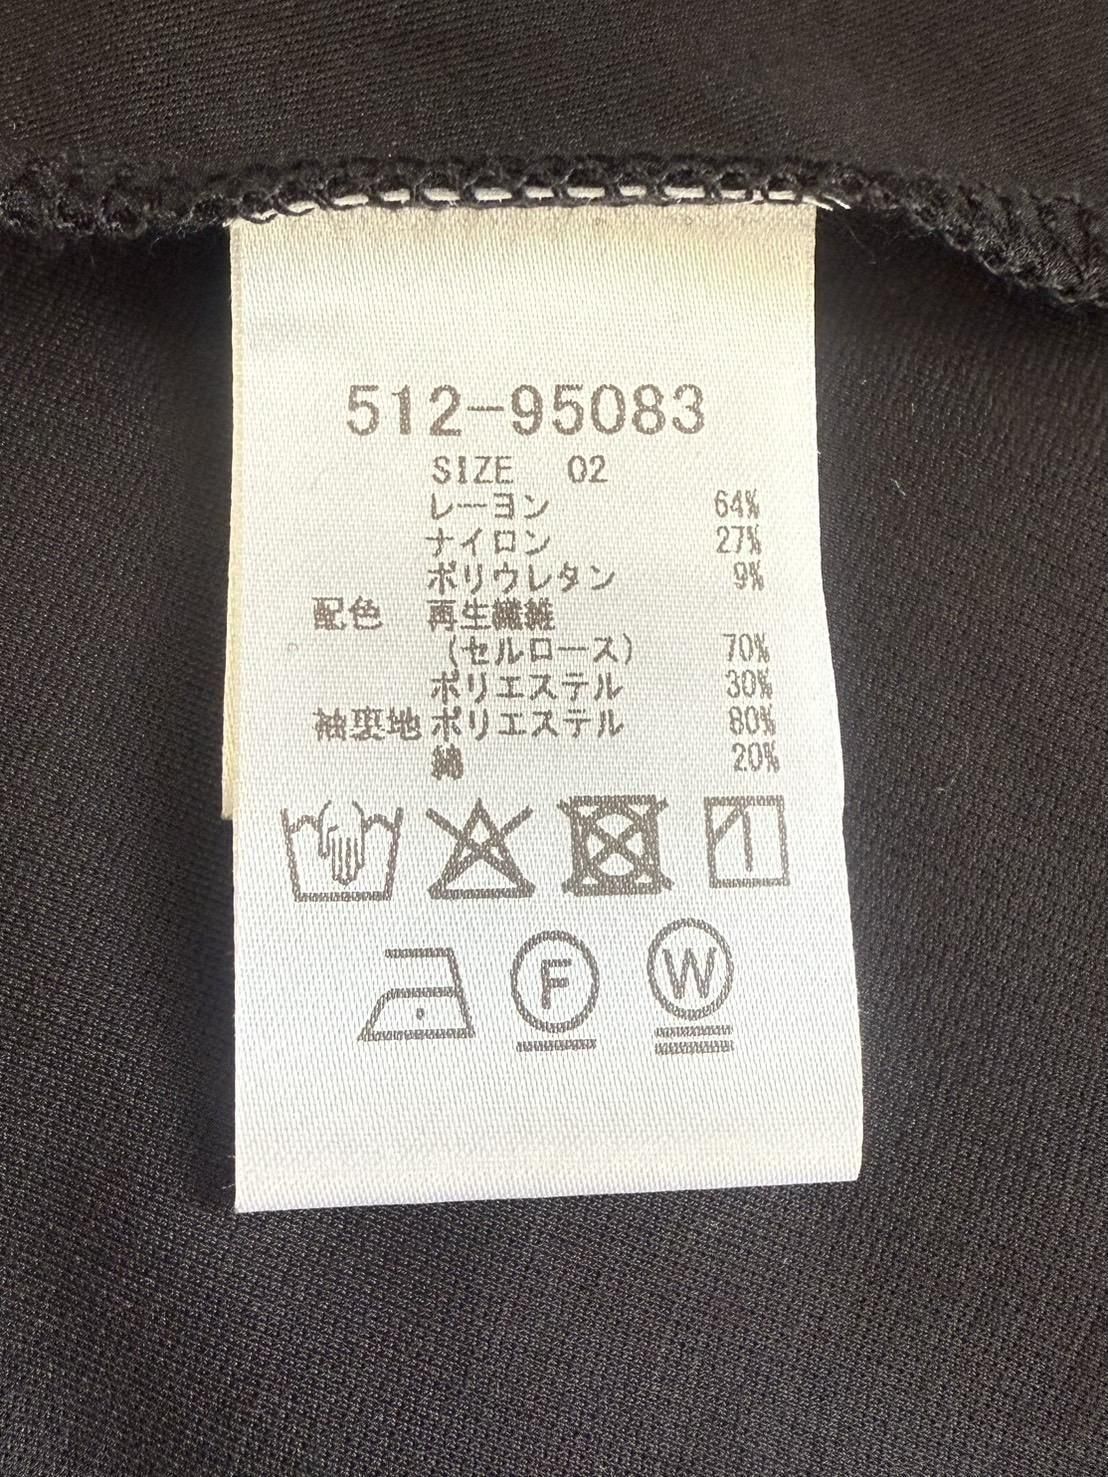 512-95083
SIZE 02
レーヨン 64%
ナイロン 27%
ポリウレタン 9%
配色 再生繊維
(セルロース) 70%
ポリエステル 30%
袖裏地 ポリエステル 80%
綿 20%
F W